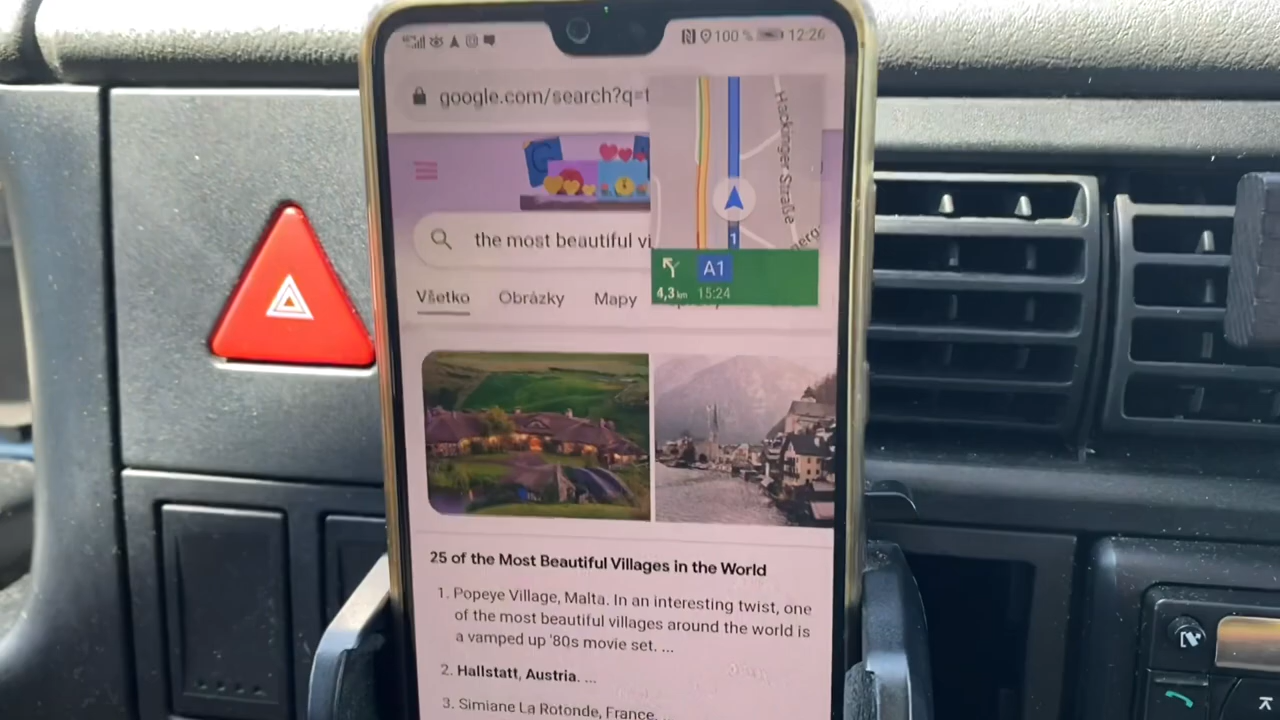 100 % 12:26
google.com/search?q=t
Hackinger Straße
1
the most beautiful vi
A1
4,3 km 15:24
Všetko Obrázky Mapy
25 of the Most Beautiful Villages in the World
1. Popeye Village, Malta. In an interesting twist, one
of the most beautiful villages around the world is
a vamped up '80s movie set. ...
2. Hallstatt, Austria. ...
3. Simiane La Rotonde, France. ...